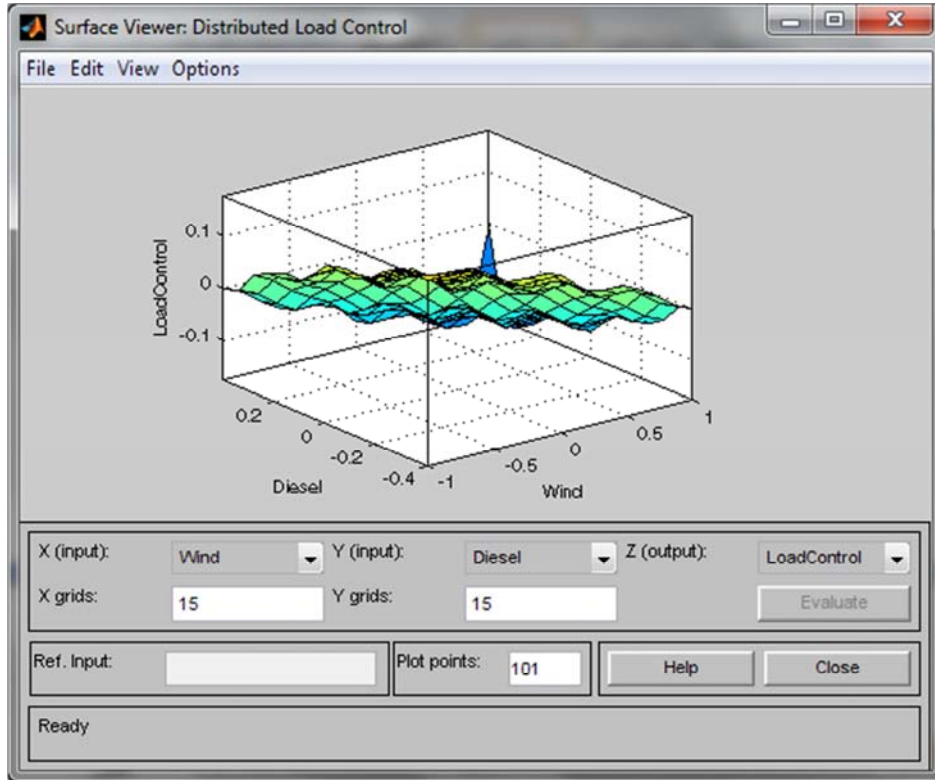 Surface Viewer: Distributed Load Control
File Edit View Options
LoadControl
0.1
0
-0.1
0.2
0
-0.2
-0.4
Diesel
-1
-0.5
0
0.5
1
Wind
X (input):
Wind
Y (input):
Diesel
Z (output):
LoadControl
X grids:
15
Y grids:
15
Evaluate
Ref. Input:
Plot points:
101
Help
Close
Ready